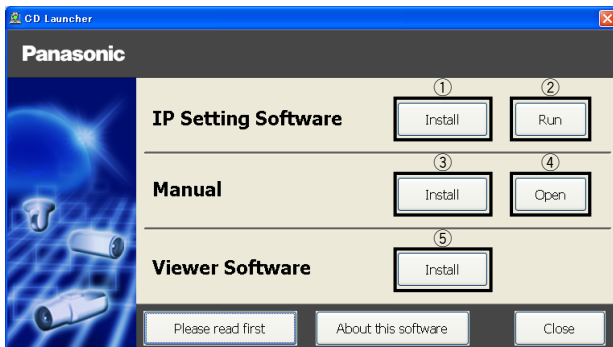 CD Launcher
Panasonic
① ②
IP Setting Software Install Run
③ ④
Manual Install Open
⑤
Viewer Software Install
Please read first About this software Close